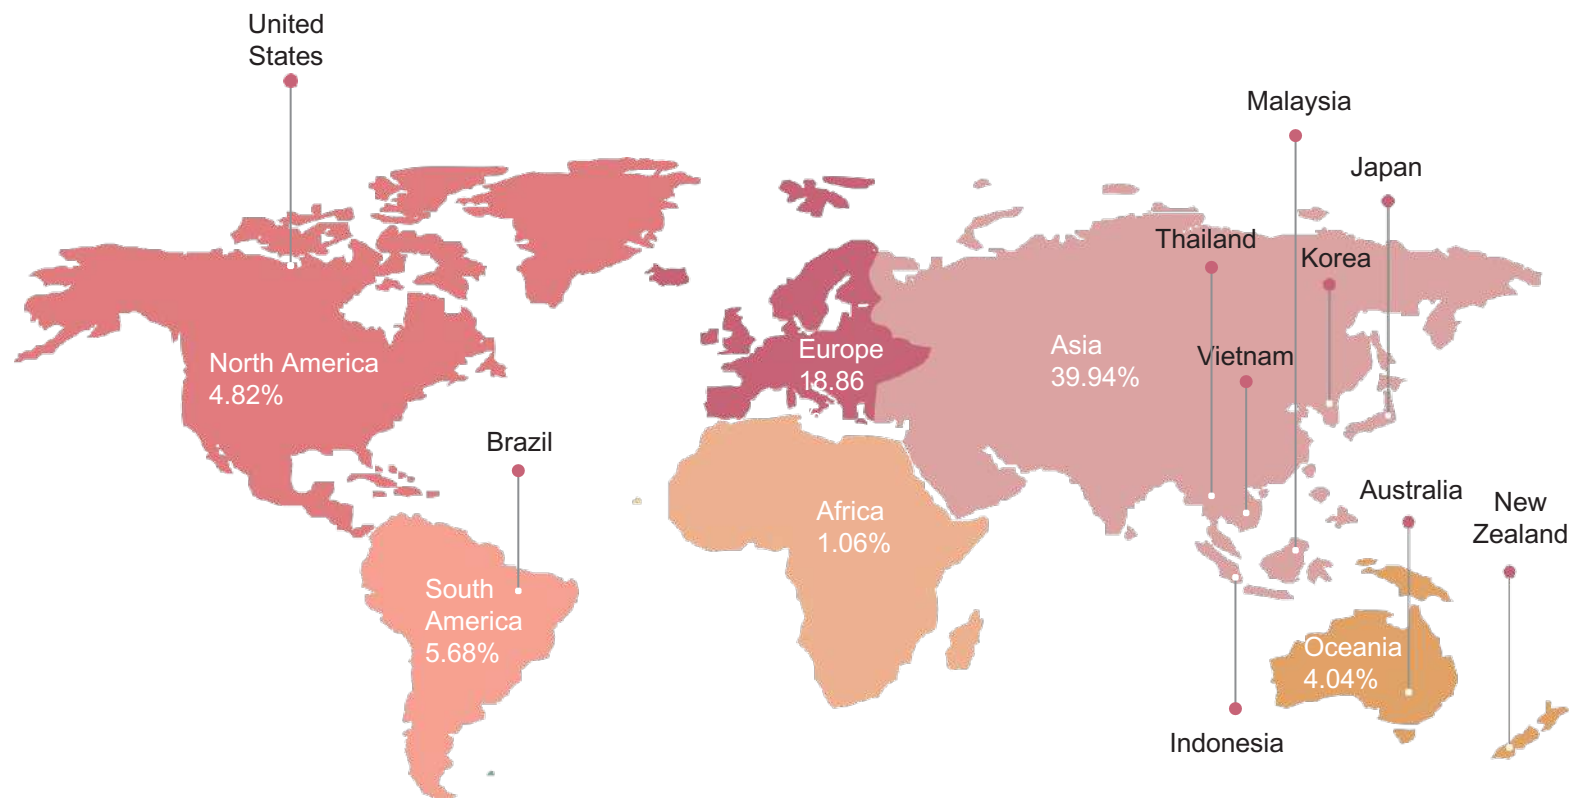 United
States
Malaysia
Japan
Thailand
Korea
North America
4.82%
Europe
18.86
Asia
39.94%
Vietnam
Brazil
Africa
1.06%
Australia
New
Zealand
South
America
5.68%
Oceania
4.04%
Indonesia